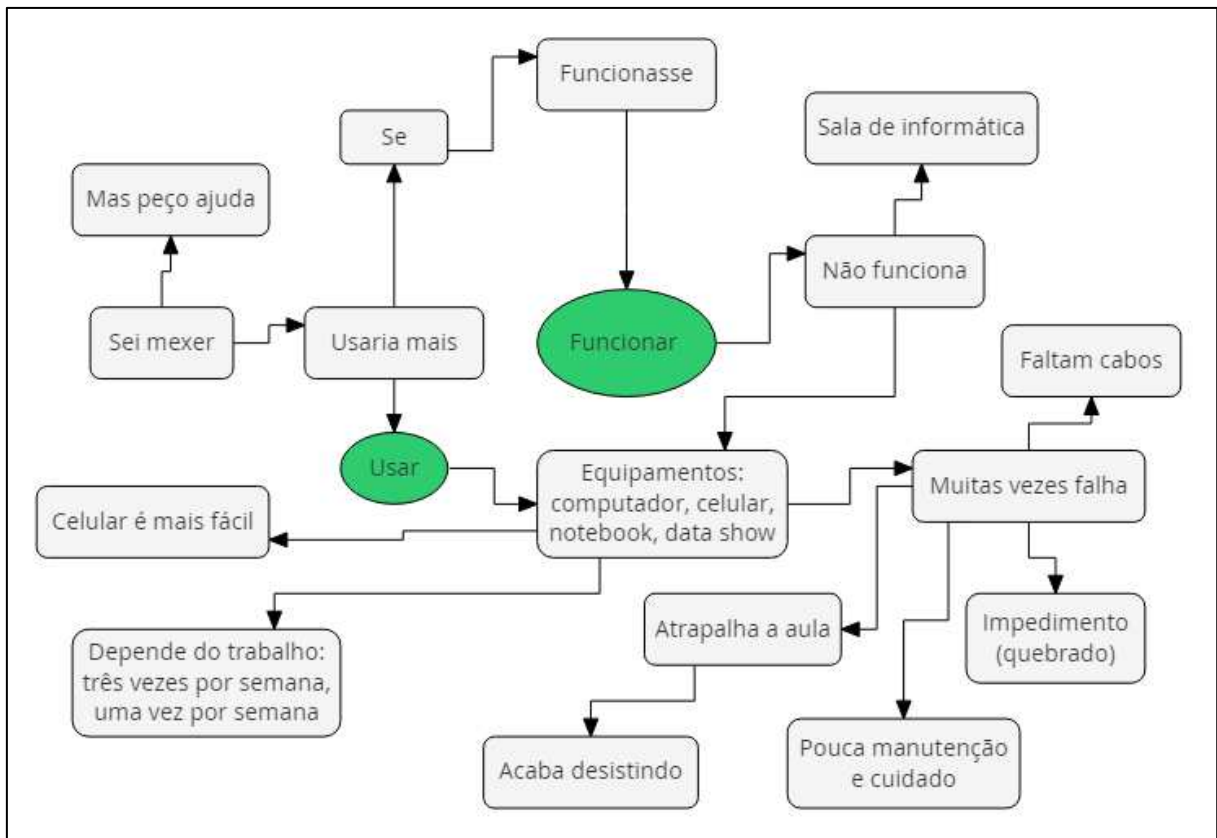 Funcionasse
Sala de informática
Se
Mas peço ajuda
Não funciona
Sei mexer
Usaria mais
Funcionar
Faltam cabos
Usar
Equipamentos:
computador, celular,
notebook, data show
Muitas vezes falha
Celular é mais fácil
Atrapalha a aula
Impedimento
(quebrado)
Depende do trabalho:
três vezes por semana,
uma vez por semana
Acaba desistindo
Pouca manutenção
e cuidado